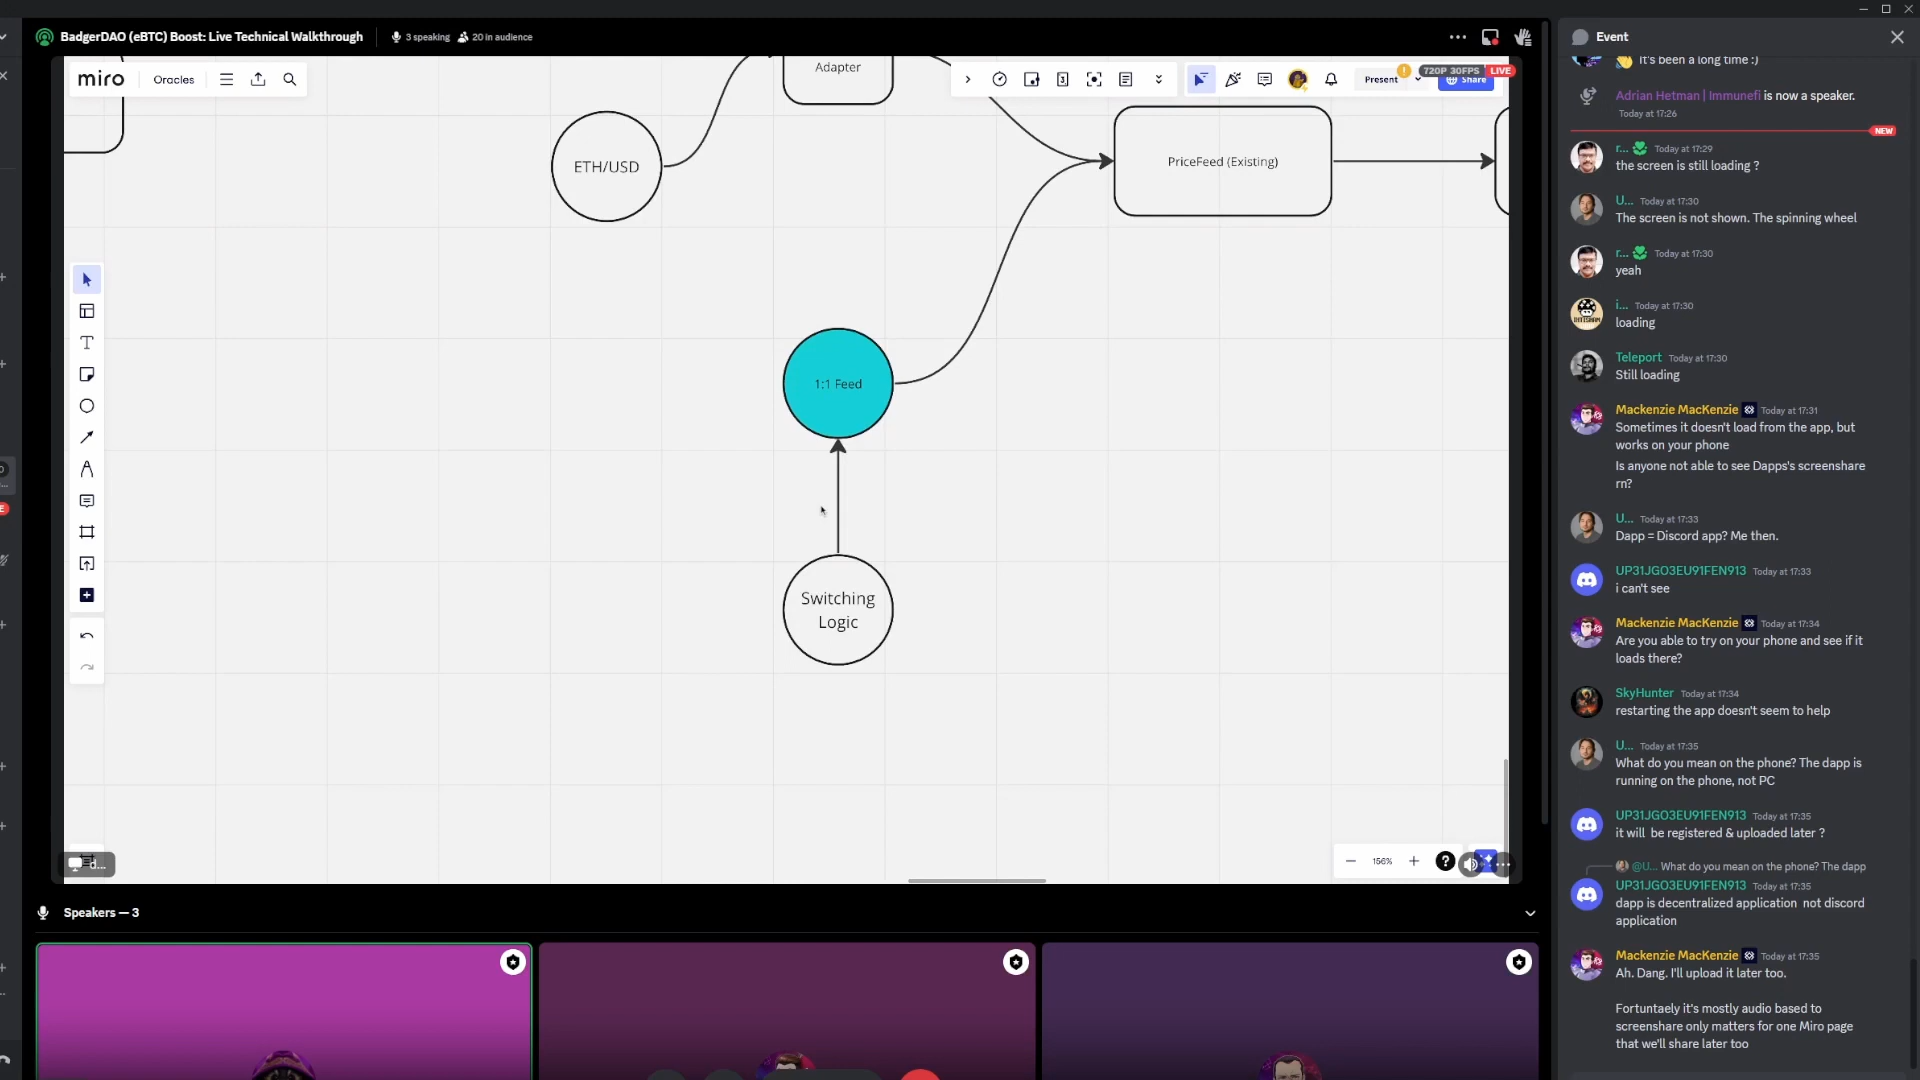 BadgerDAO (eBTC) Boost: Live Technical Walkthrough
3 speaking
20 in audience
Event
miro
Oracles
Present
720P 30FPS
LIVE
Share
Adapter
ETH/USD
PriceFeed (Existing)
1:1 Feed
Switching
Logic
156%
d...
Speakers — 3
It's been a long time :)
Adrian Hetman | Immunefi is now a speaker.
Today at 17:26
NEW
r... Today at 17:29
the screen is still loading ?
U... Today at 17:30
The screen is not shown. The spinning wheel
r... Today at 17:30
yeah
i... Today at 17:30
loading
Teleport Today at 17:30
Still loading
Mackenzie MacKenzie Today at 17:31
Sometimes it doesn't load from the app, but
works on your phone
Is anyone not able to see Dapps's screenshare
rn?
U... Today at 17:33
Dapp = Discord app? Me then.
UP31JGO3EU91FEN913 Today at 17:33
i can't see
Mackenzie MacKenzie Today at 17:34
Are you able to try on your phone and see if it
loads there?
SkyHunter Today at 17:34
restarting the app doesn't seem to help
U... Today at 17:35
What do you mean on the phone? The dapp is
running on the phone, not PC
UP31JGO3EU91FEN913 Today at 17:35
it will be registered & uploaded later ?
@U... What do you mean on the phone? The dapp
UP31JGO3EU91FEN913 Today at 17:35
dapp is decentralized application not discord
application
Mackenzie MacKenzie Today at 17:35
Ah. Dang. I'll upload it later too.
Fortuntaely it's mostly audio based to
screenshare only matters for one Miro page
that we'll share later too